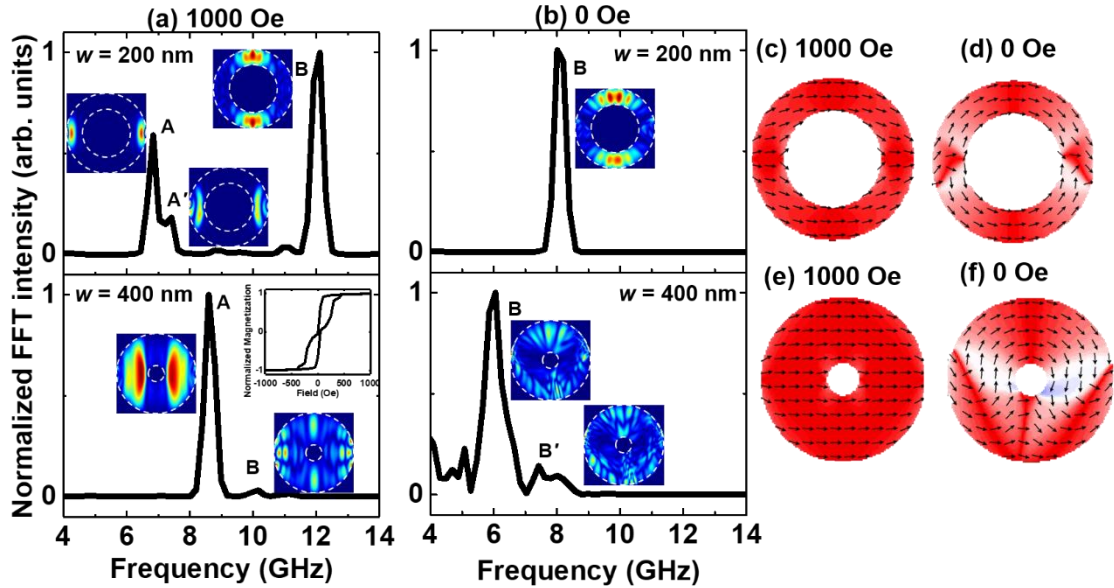 (a) 1000 Oe
(b) 0 Oe
w = 200 nm
w = 200 nm
B
B
A
A'
1
0
1
0
(c) 1000 Oe
(d) 0 Oe
Normalized FFT intensity (arb. units)
w = 400 nm
w = 400 nm
A
B
B
B'
1
0
1
0
Normalized Magnetization
1
0
-1
-1000 0 1000
-500 500
Field (Oe)
(e) 1000 Oe
(f) 0 Oe
4 6 8 10 12 14
4 6 8 10 12 14
Frequency (GHz)
Frequency (GHz)